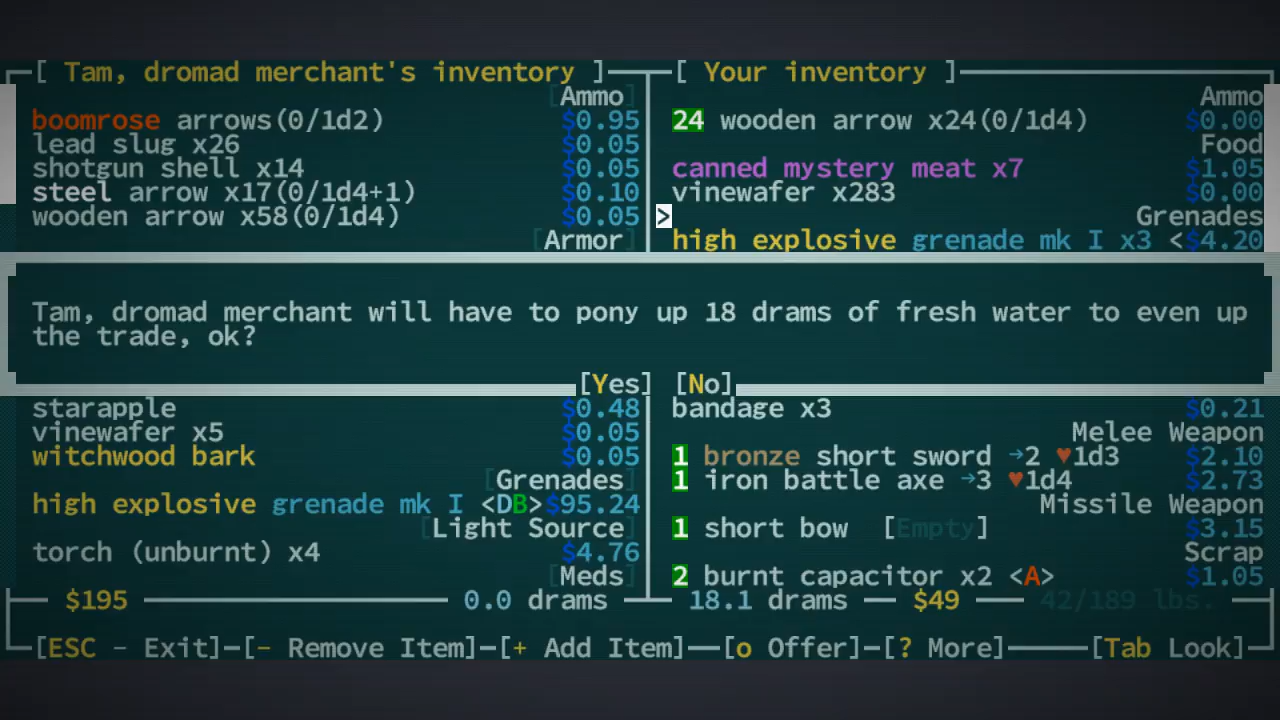 [ Tam, dromad merchant's inventory ] [ Your inventory ]
[Ammo] Ammo
boomrose arrows(0/1d2) $0.95 24 wooden arrow x24(0/1d4) $0.00
lead slug x26 $0.05 Food
shotgun shell x14 $0.05 canned mystery meat x7 $1.05
steel arrow x17(0/1d4+1) $0.10 vinewafer x283 $0.00
wooden arrow x58(0/1d4) $0.05 > Grenades
[Armor] high explosive grenade mk I x3 <$4.20
Tam, dromad merchant will have to pony up 18 drams of fresh water to even up
the trade, ok?
[Yes] [No]
starapple $0.48 bandage x3 $0.21
vinewafer x5 $0.05 Melee Weapon
witchwood bark $0.05 1 bronze short sword →2 ♥1d3 $2.10
[Grenades] 1 iron battle axe →3 ♥1d4 $2.73
high explosive grenade mk I <DB>$95.24 Missile Weapon
[Light Source] 1 short bow [Empty] $3.15
torch (unburnt) x4 $4.76 Scrap
[Meds] 2 burnt capacitor x2 <A> $1.05
$195 0.0 drams 18.1 drams $49 42/189 lbs.
[ESC - Exit] [- Remove Item] [+ Add Item] [o Offer] [? More] [Tab Look]